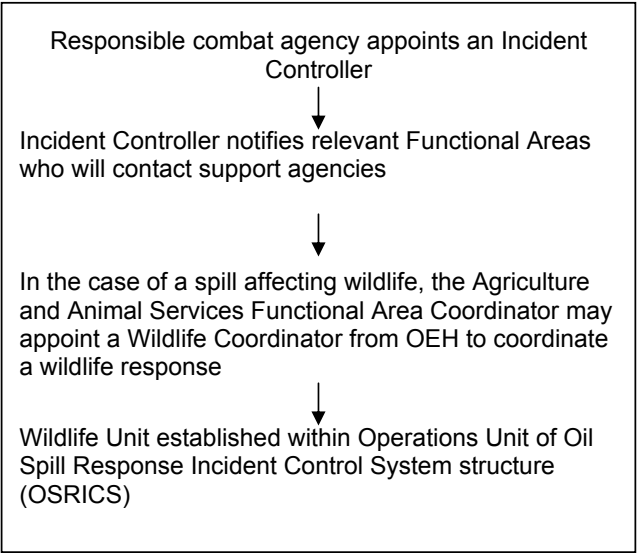 Responsible combat agency appoints an Incident
Controller
Incident Controller notifies relevant Functional Areas
who will contact support agencies
In the case of a spill affecting wildlife, the Agriculture
and Animal Services Functional Area Coordinator may
appoint a Wildlife Coordinator from OEH to coordinate
a wildlife response
Wildlife Unit established within Operations Unit of Oil
Spill Response Incident Control System structure
(OSRICS)